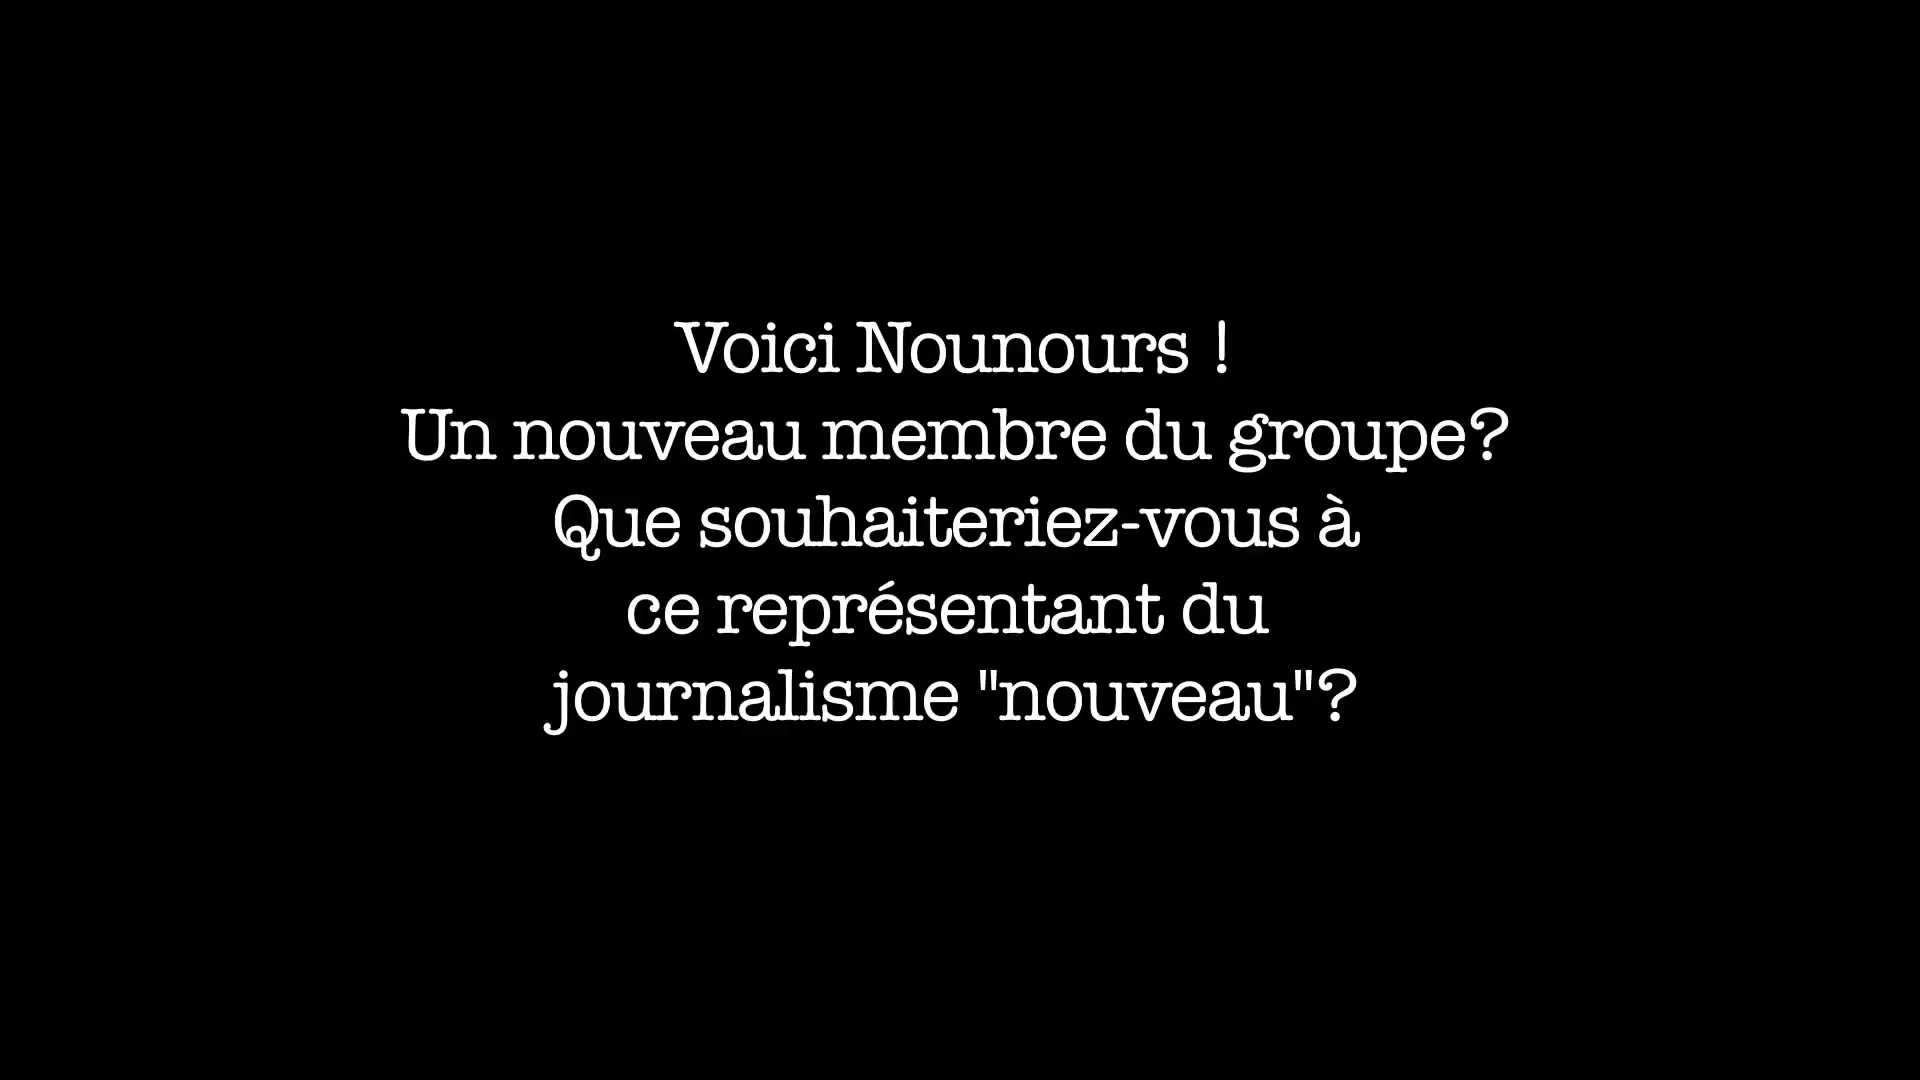 Voici Nounours !
Un nouveau membre du groupe?
Que souhaiteriez-vous à
ce représentant du
journalisme "nouveau"?